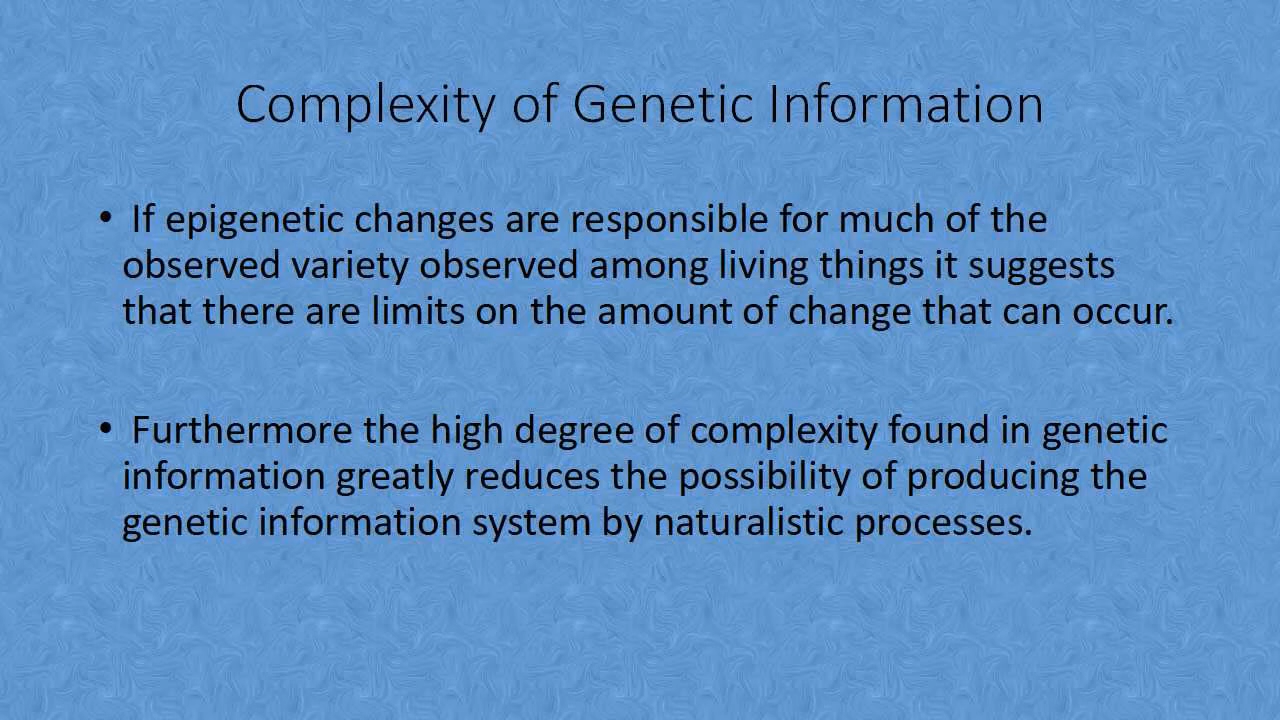 Complexity of Genetic Information
• If epigenetic changes are responsible for much of the
observed variety observed among living things it suggests
that there are limits on the amount of change that can occur.
• Furthermore the high degree of complexity found in genetic
information greatly reduces the possibility of producing the
genetic information system by naturalistic processes.